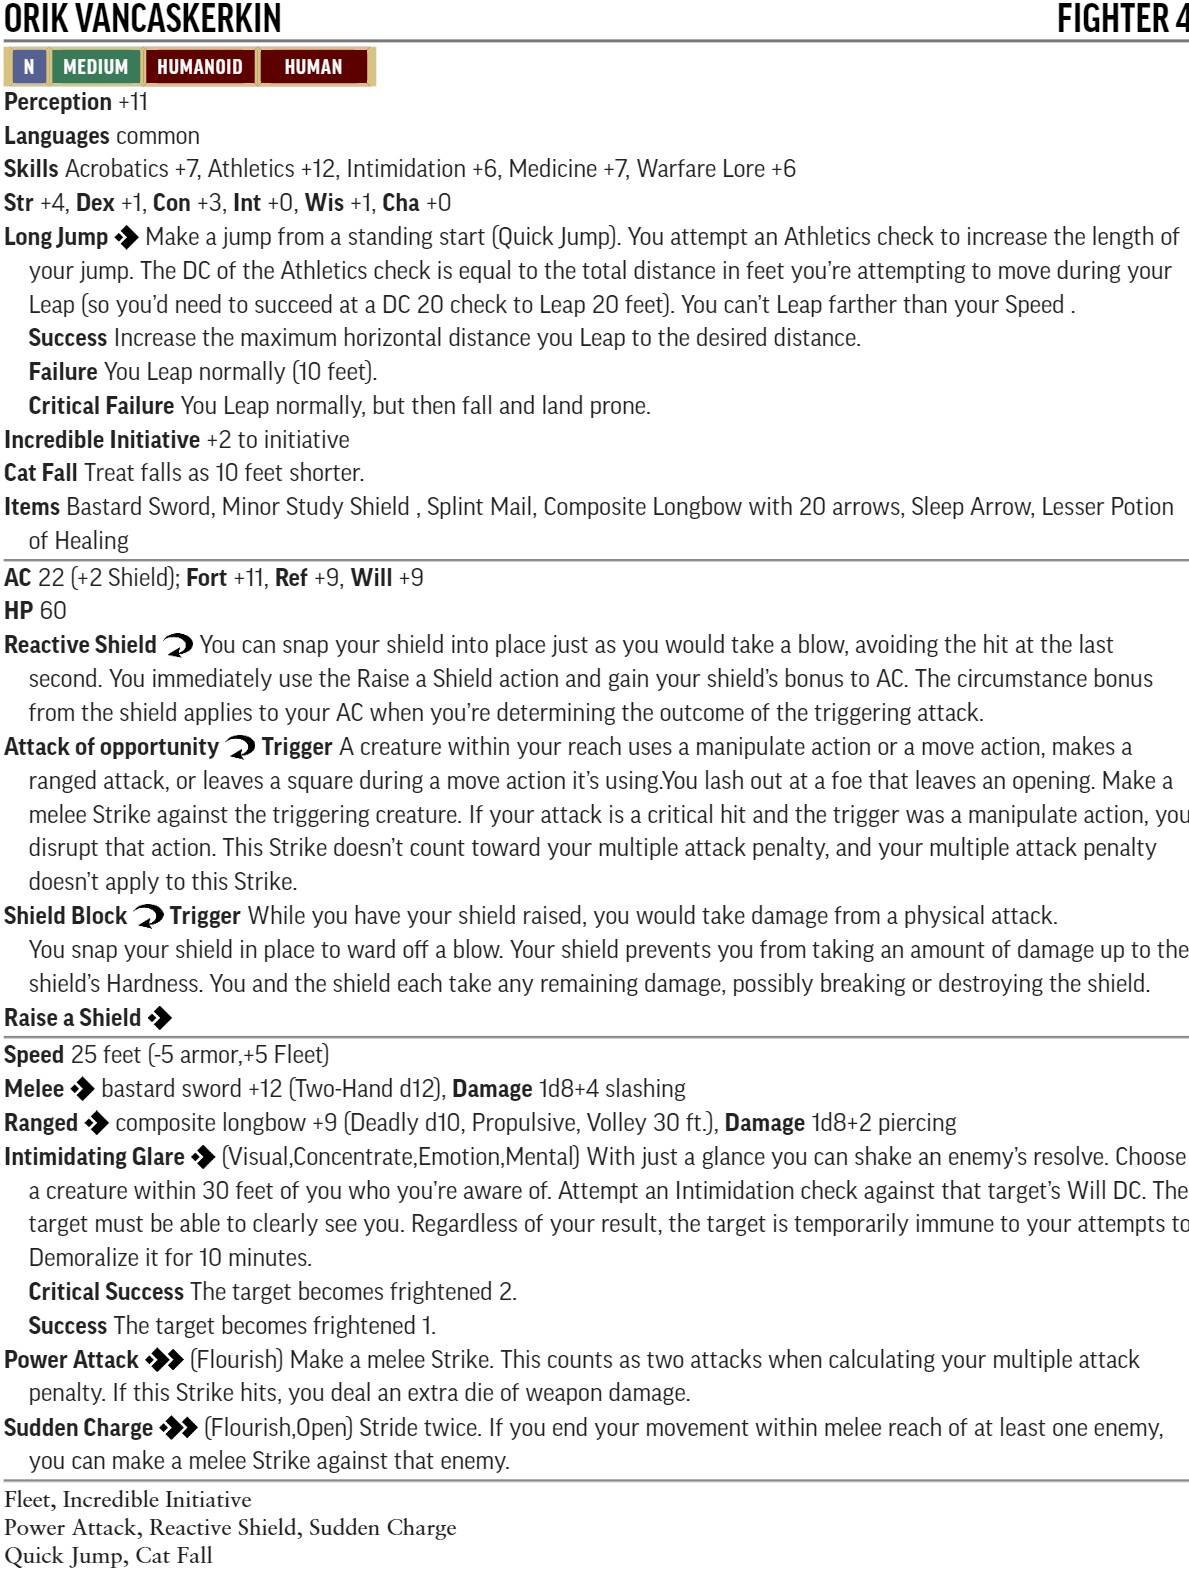 ORIK VANCASKERKIN FIGHTER 4
N MEDIUM HUMANOID HUMAN
Perception +11
Languages common
Skills Acrobatics +7, Athletics +12, Intimidation +6, Medicine +7, Warfare Lore +6
Str +4, Dex +1, Con +3, Int +0, Wis +1, Cha +0
Long Jump Make a jump from a standing start (Quick Jump). You attempt an Athletics check to increase the length of
your jump. The DC of the Athletics check is equal to the total distance in feet you're attempting to move during your
Leap (so you'd need to succeed at a DC 20 check to Leap 20 feet). You can't Leap farther than your Speed .
Success Increase the maximum horizontal distance you Leap to the desired distance.
Failure You Leap normally (10 feet).
Critical Failure You Leap normally, but then fall and land prone.
Incredible Initiative +2 to initiative
Cat Fall Treat falls as 10 feet shorter.
Items Bastard Sword, Minor Study Shield , Splint Mail, Composite Longbow with 20 arrows, Sleep Arrow, Lesser Potion
of Healing
AC 22 (+2 Shield); Fort +11, Ref +9, Will +9
HP 60
Reactive Shield You can snap your shield into place just as you would take a blow, avoiding the hit at the last
second. You immediately use the Raise a Shield action and gain your shield's bonus to AC. The circumstance bonus
from the shield applies to your AC when you're determining the outcome of the triggering attack.
Attack of opportunity Trigger A creature within your reach uses a manipulate action or a move action, makes a
ranged attack, or leaves a square during a move action it's using.You lash out at a foe that leaves an opening. Make a
melee Strike against the triggering creature. If your attack is a critical hit and the trigger was a manipulate action, you
disrupt that action. This Strike doesn't count toward your multiple attack penalty, and your multiple attack penalty
doesn't apply to this Strike.
Shield Block Trigger While you have your shield raised, you would take damage from a physical attack.
You snap your shield in place to ward off a blow. Your shield prevents you from taking an amount of damage up to the
shield's Hardness. You and the shield each take any remaining damage, possibly breaking or destroying the shield.
Raise a Shield
Speed 25 feet (-5 armor,+5 Fleet)
Melee bastard sword +12 (Two-Hand d12), Damage 1d8+4 slashing
Ranged composite longbow +9 (Deadly d10, Propulsive, Volley 30 ft.), Damage 1d8+2 piercing
Intimidating Glare (Visual,Concentrate,Emotion,Mental) With just a glance you can shake an enemy's resolve. Choose
a creature within 30 feet of you who you're aware of. Attempt an Intimidation check against that target's Will DC. The
target must be able to clearly see you. Regardless of your result, the target is temporarily immune to your attempts to
Demoralize it for 10 minutes.
Critical Success The target becomes frightened 2.
Success The target becomes frightened 1.
Power Attack (Flourish) Make a melee Strike. This counts as two attacks when calculating your multiple attack
penalty. If this Strike hits, you deal an extra die of weapon damage.
Sudden Charge (Flourish,Open) Stride twice. If you end your movement within melee reach of at least one enemy,
you can make a melee Strike against that enemy.
Fleet, Incredible Initiative
Power Attack, Reactive Shield, Sudden Charge
Quick Jump, Cat Fall